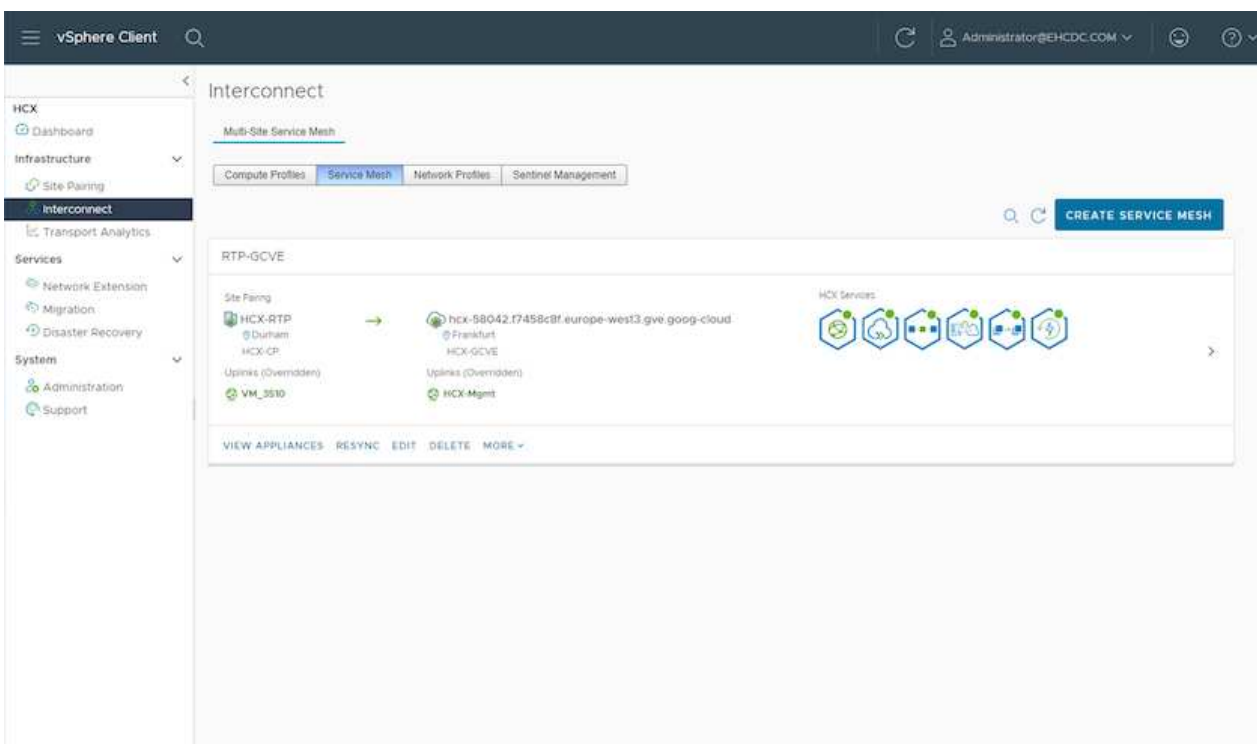 vSphere Client
Administrator@EHCDC.COM
Interconnect
HCX
Dashboard
Multi-Site Service Mesh
Infrastructure
Compute Profiles Service Mesh Network Profiles Sentinel Management
Site Pairing
Interconnect
Transport Analytics
CREATE SERVICE MESH
Services
Network Extension
Migration
Disaster Recovery
System
Administration
Support
RTP-GCVE
Site Pairing
HCX Services
HCX-RTP
hcx-58042.f7458c8f.europe-west3.gve.goog-cloud
Durham
Frankfurt
HCX-CP
HCX-GCVE
Uplinks (Overridden)
Uplinks (Overridden)
VM_3510
HCX-Mgmt
VIEW APPLIANCES RESYNC EDIT DELETE MORE